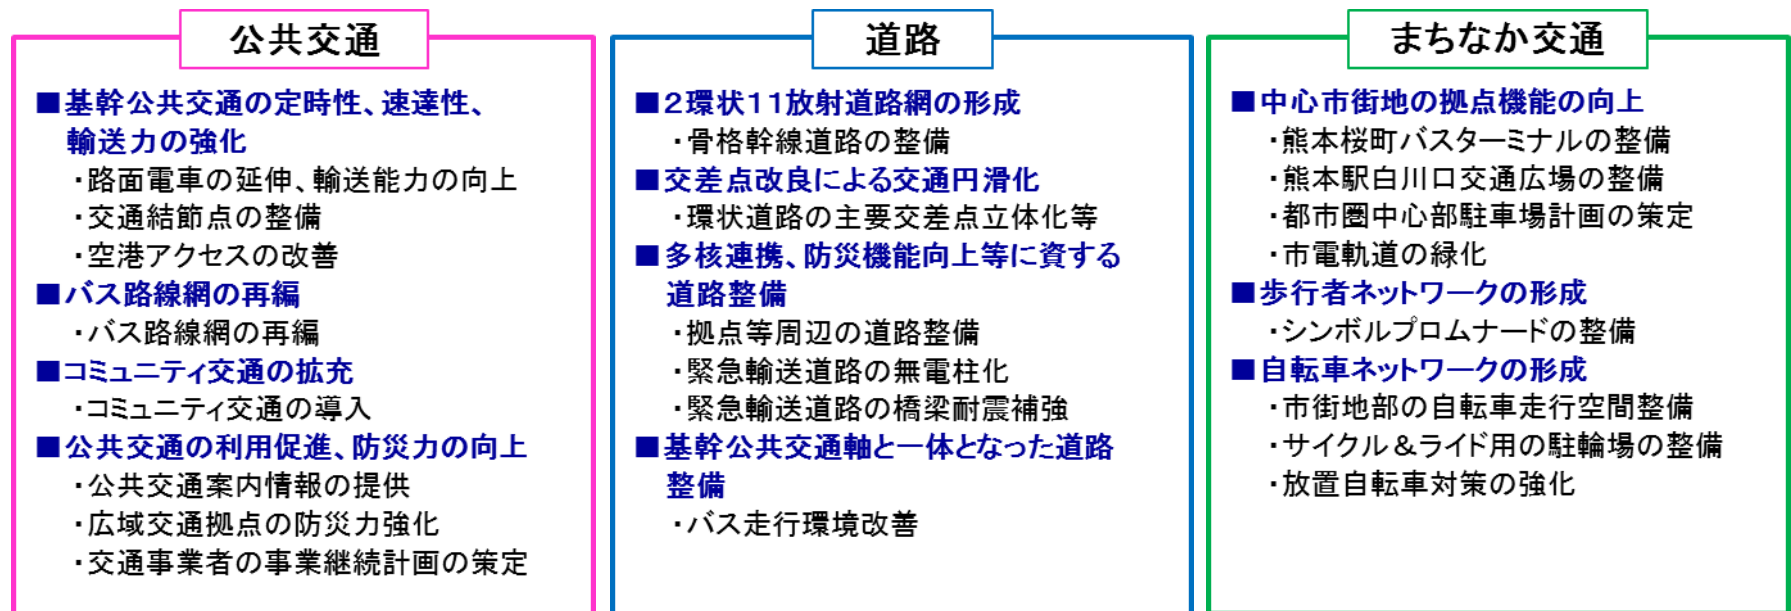 公共交通
■基幹公共交通の定時性、速達性、
輸送力の強化
・路面電車の延伸、輸送能力の向上
・交通結節点の整備
・空港アクセスの改善
■バス路線網の再編
・バス路線網の再編
■コミュニティ交通の拡充
・コミュニティ交通の導入
■公共交通の利用促進、防災力の向上
・公共交通案内情報の提供
・広域交通拠点の防災力強化
・交通事業者の事業継続計画の策定
道路
■2環状11放射道路網の形成
・骨格幹線道路の整備
■交差点改良による交通円滑化
・環状道路の主要交差点立体化等
■多核連携、防災機能向上等に資する
道路整備
・拠点等周辺の道路整備
・緊急輸送道路の無電柱化
・緊急輸送道路の橋梁耐震補強
■基幹公共交通軸と一体となった道路
整備
・バス走行環境改善
まちなか交通
■中心市街地の拠点機能の向上
・熊本桜町バスターミナルの整備
・熊本駅白川口交通広場の整備
・都市圏中心部駐車場計画の策定
・市電軌道の緑化
■歩行者ネットワークの形成
・シンボルプロムナードの整備
■自転車ネットワークの形成
・市街地部の自転車走行空間整備
・サイクル＆ライド用の駐輪場の整備
・放置自転車対策の強化